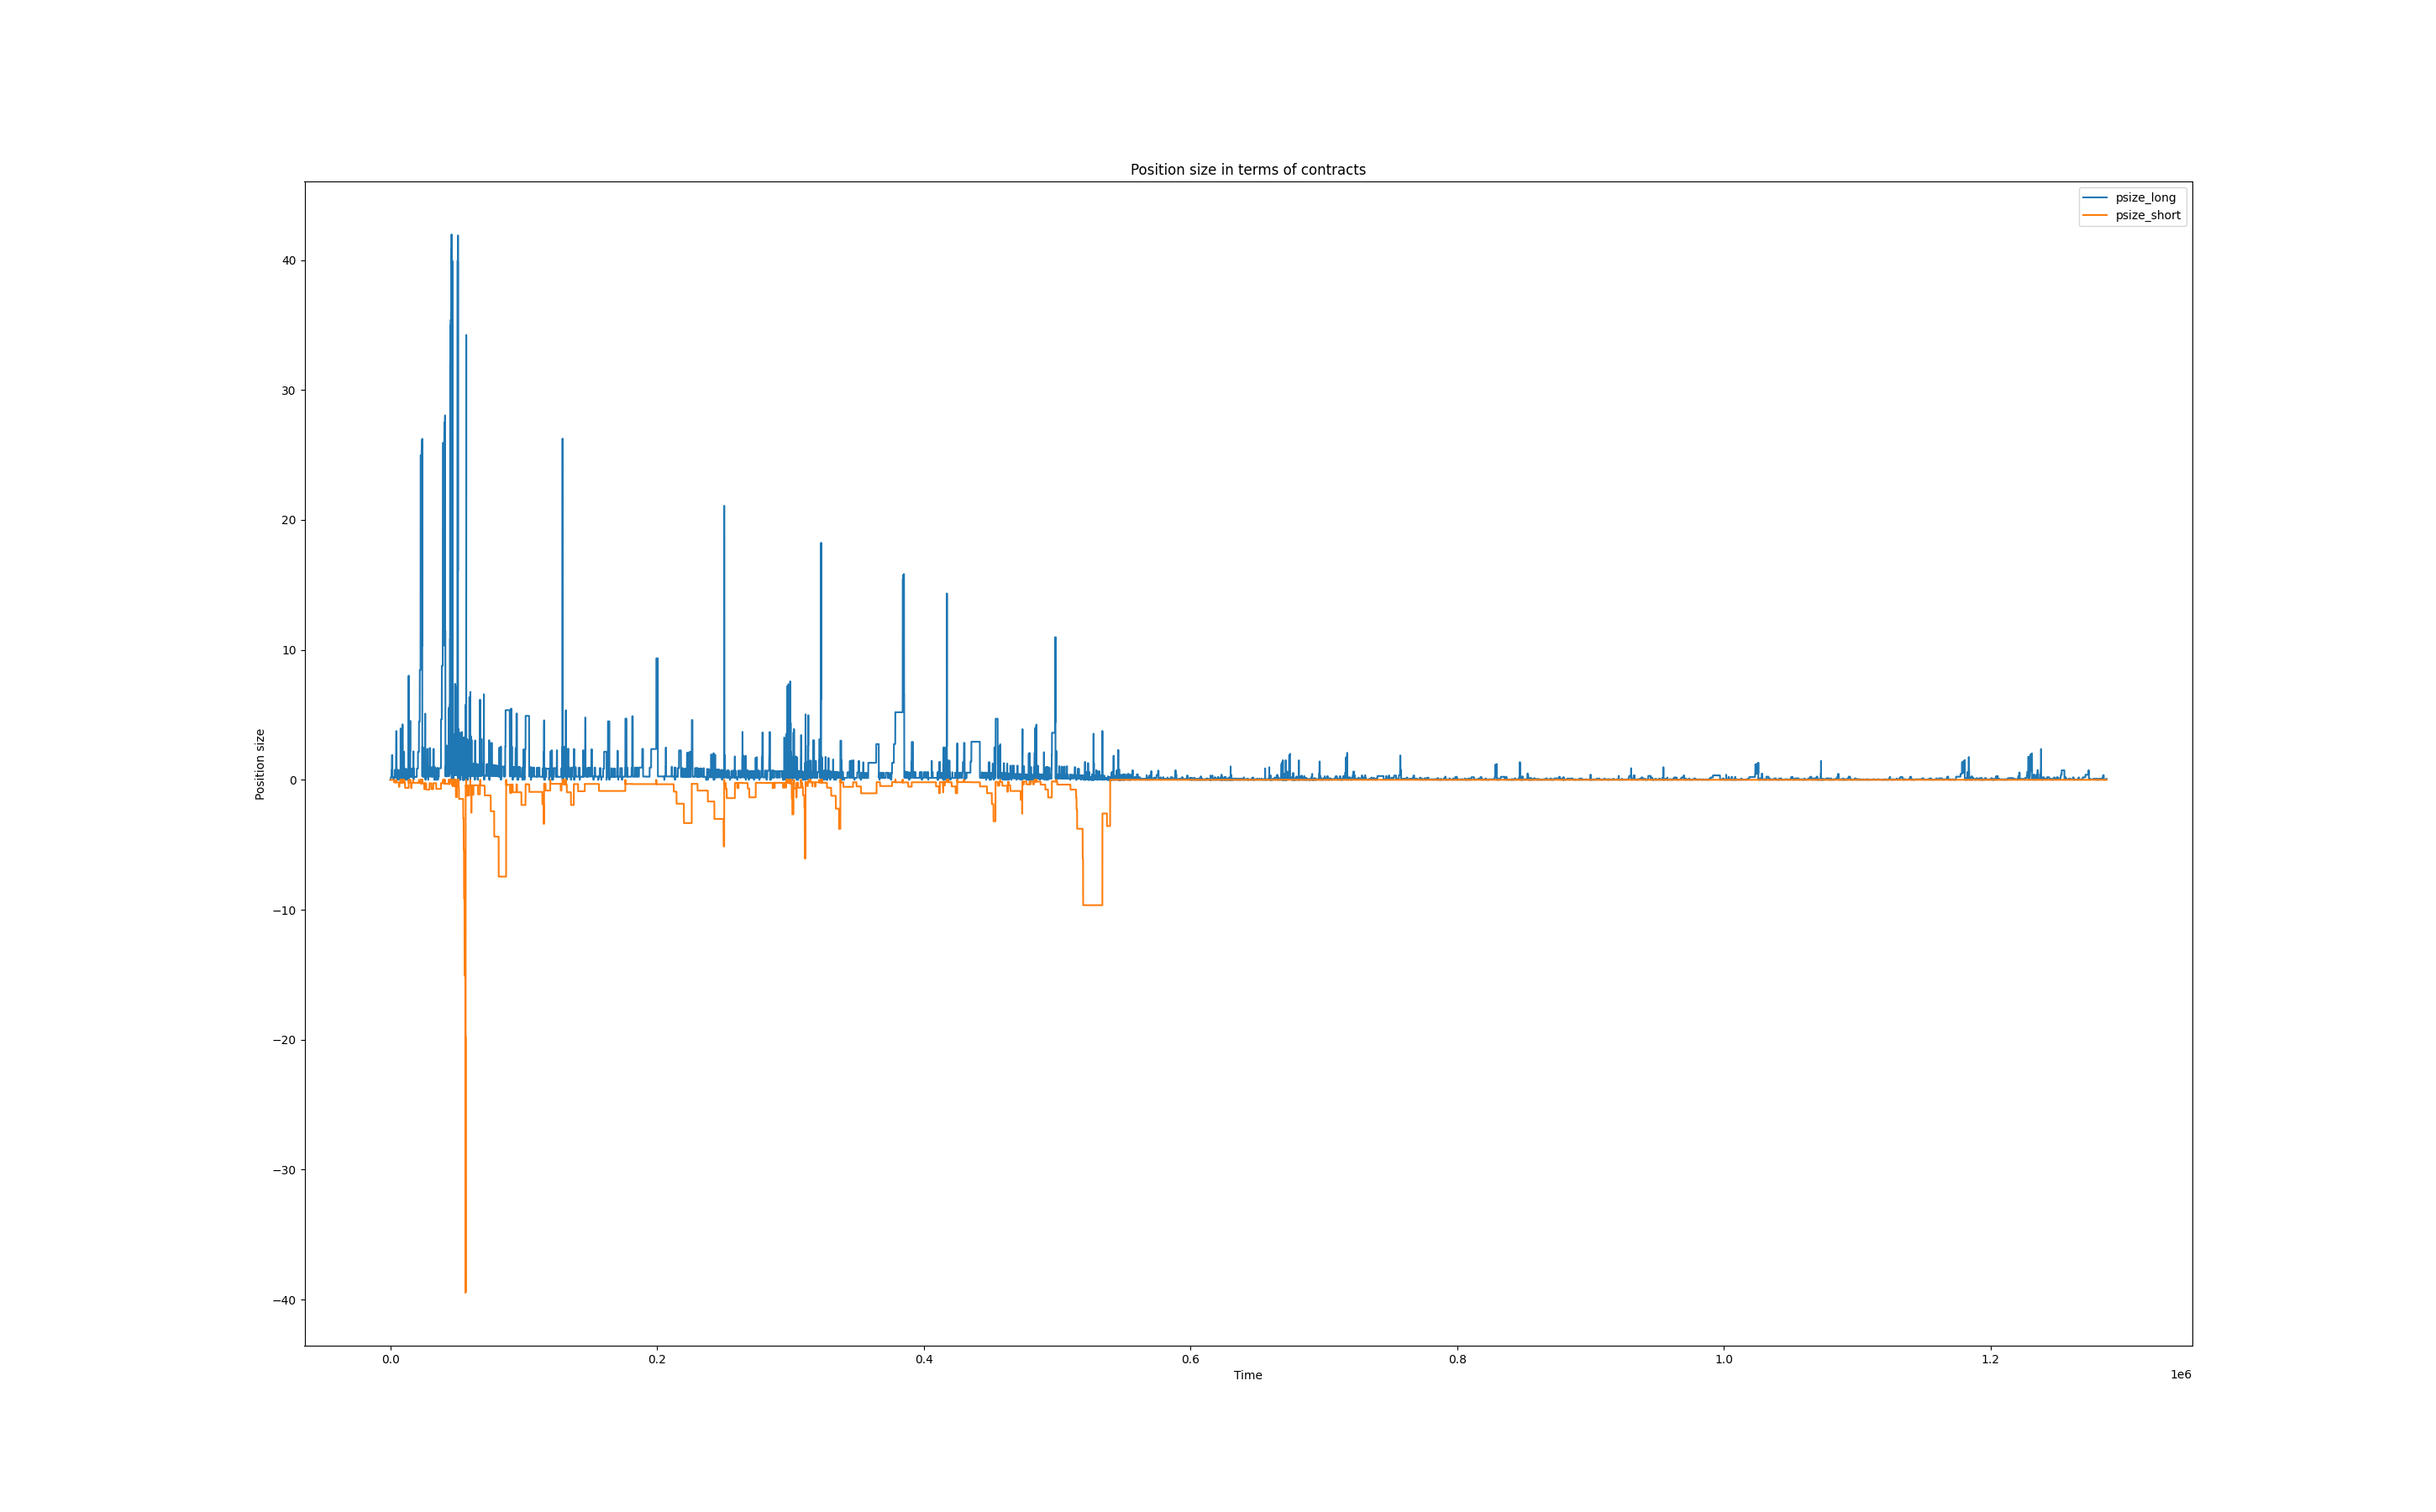 Position size in terms of contracts
psize_long
psize_short
Position size
40
30
20
10
0
−10
−20
−30
−40
0.0 0.2 0.4 0.6 0.8 1.0 1.2
Time
1e6